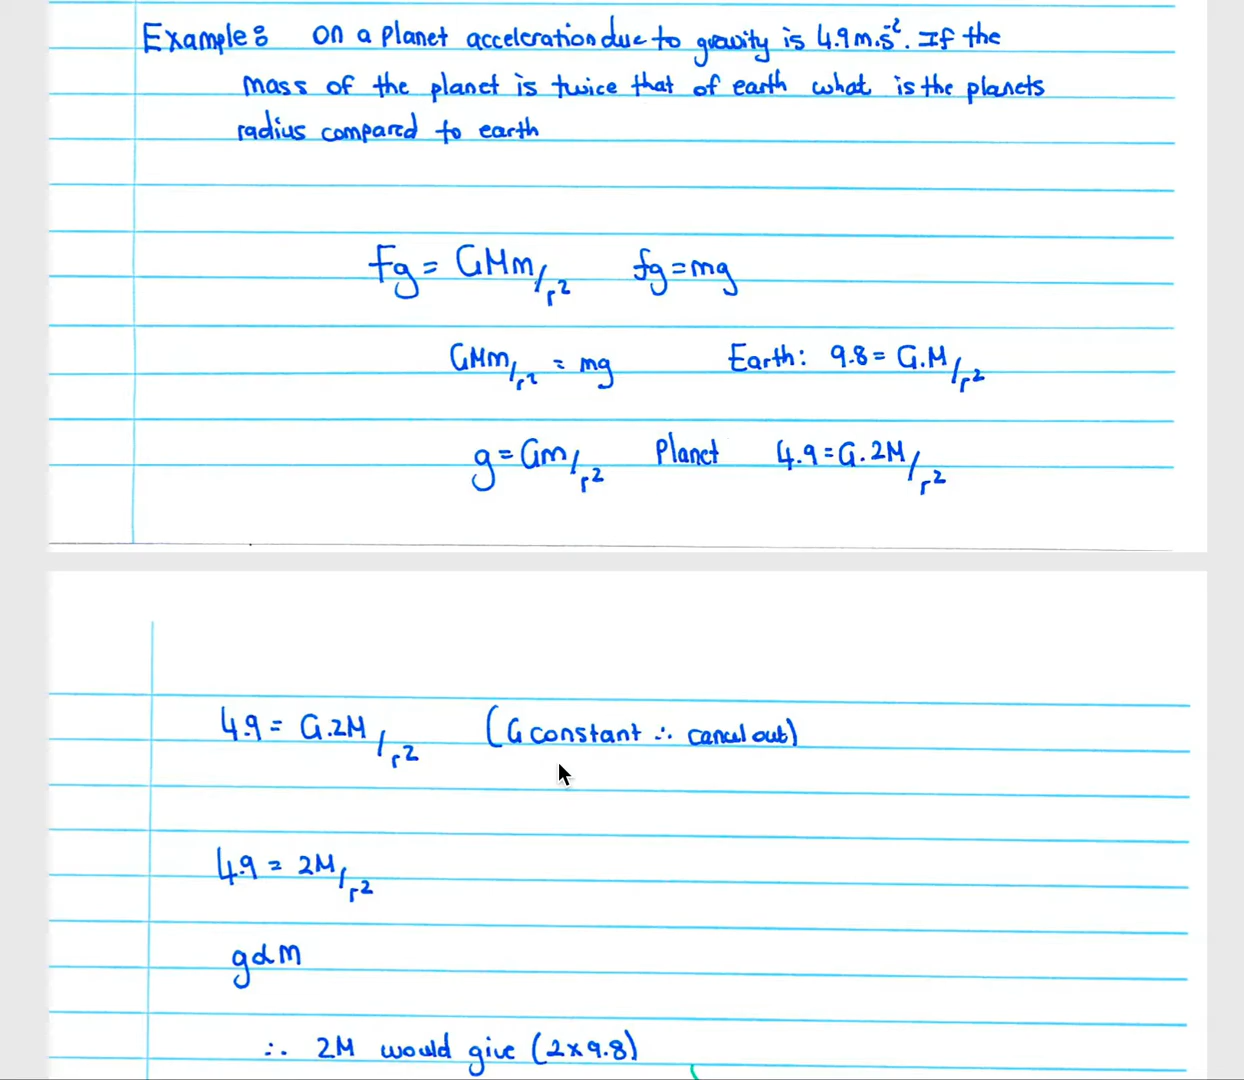 Example: On a planet acceleration due to gravity is 4.9 m.s⁻². If the
mass of the planet is twice that of earth what is the planets
radius compared to earth
Fg = GMm/r² fg = mg
GMm/r² = mg Earth: 9.8 = G.M/r²
g = Gm/r² Planet 4.9 = G.2M/r²
4.9 = G.2M/r² (G constant ∴ cancel out)
4.9 = 2M/r²
g α M
∴ 2M would give (2×9.8)